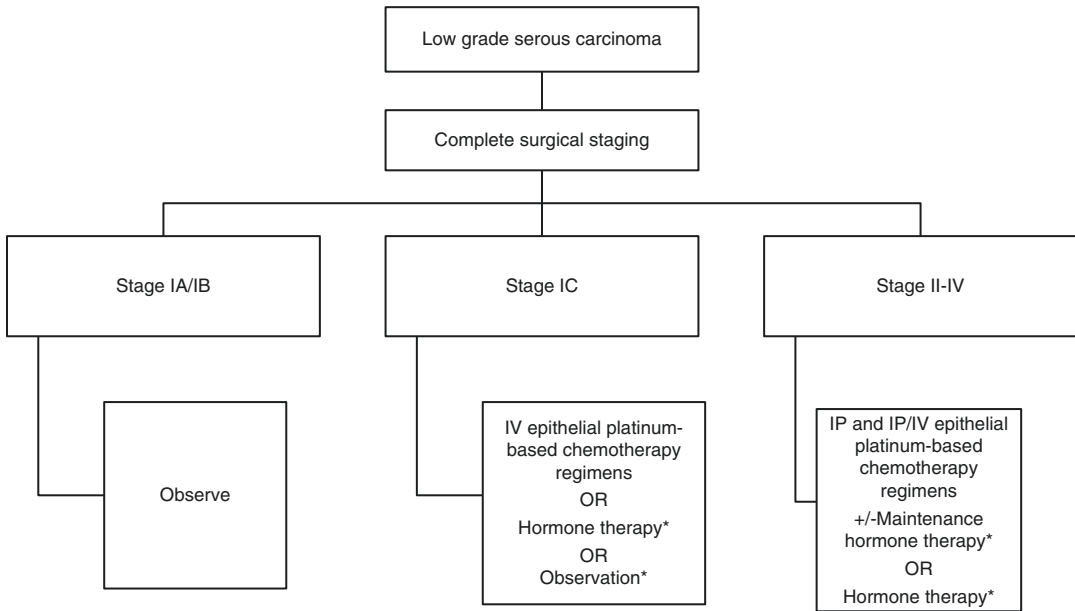 Low grade serous carcinoma
Complete surgical staging
Stage IA/IB
Stage IC
Stage II-IV
Observe
IV epithelial platinum-
based chemotherapy
regimens
OR
Hormone therapy*
OR
Observation*
IP and IP/IV epithelial
platinum-based
chemotherapy
regimens
+/-Maintenance
hormone therapy*
OR
Hormone therapy*